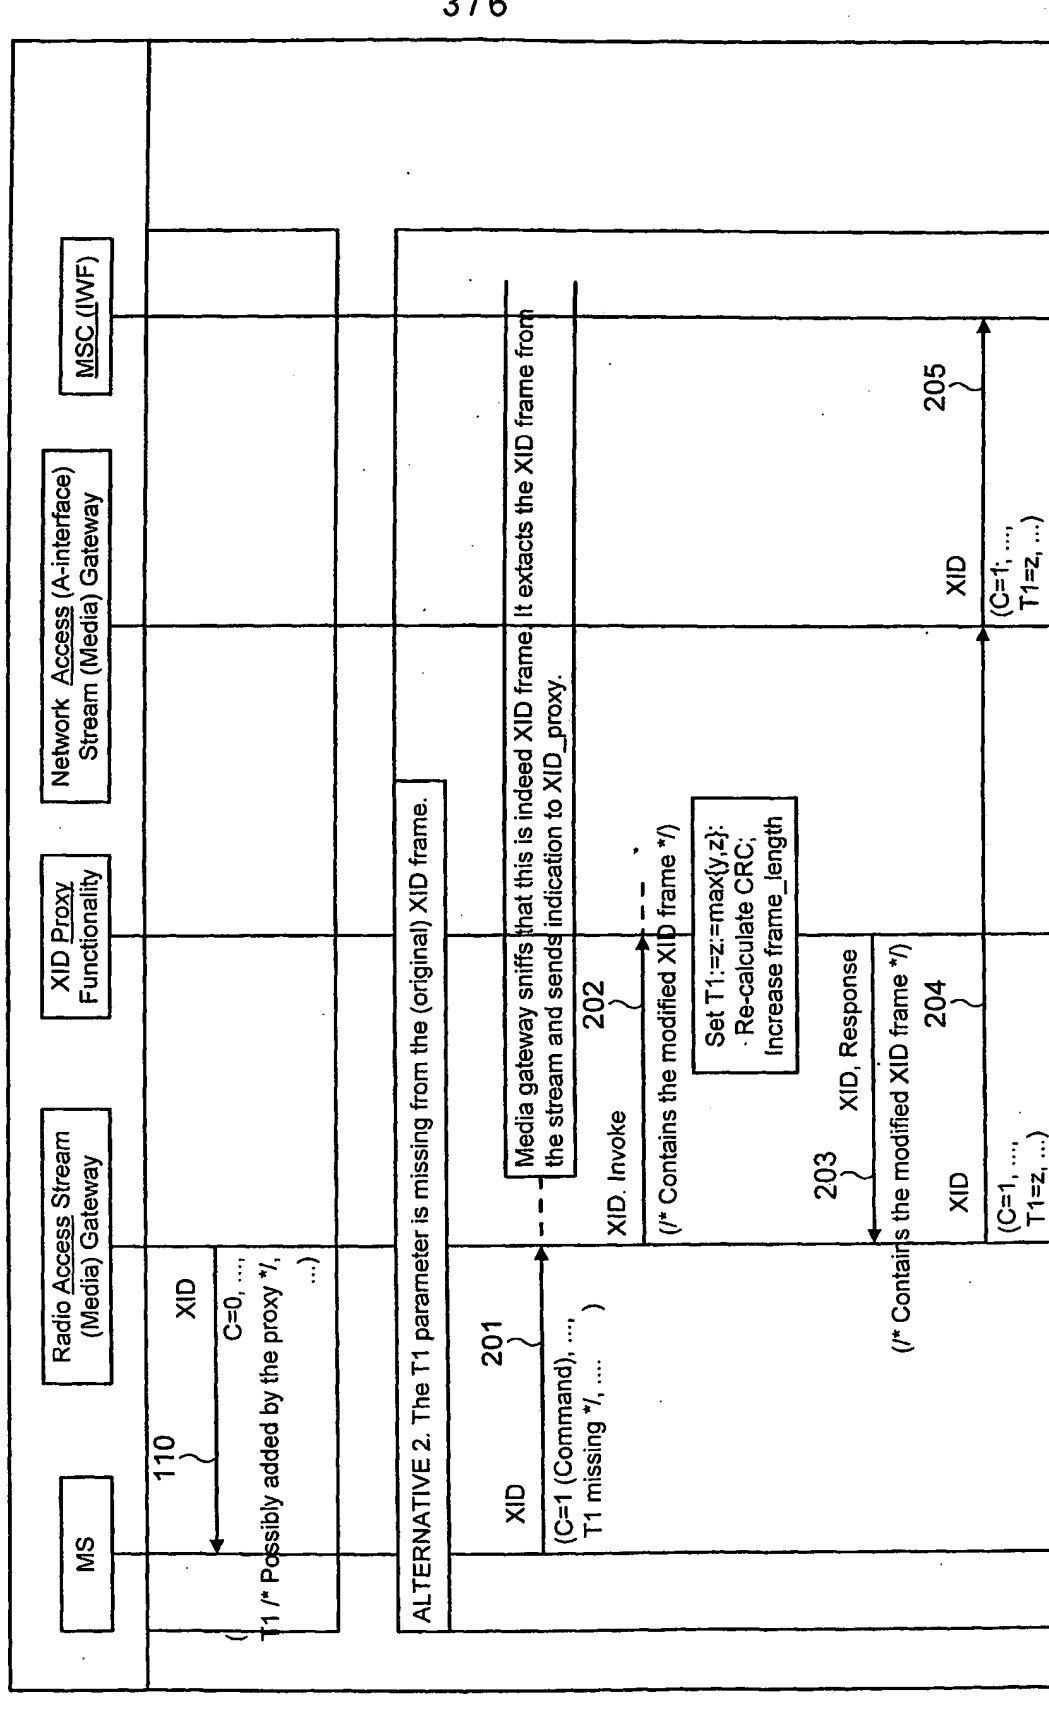 376
MS
Radio Access Stream
(Media) Gateway
XID Proxy
Functionality
Network Access (A-interface)
Stream (Media) Gateway
MSC (IWF)
110
XID
( C=0, ....,
T1 /* Possibly added by the proxy */,
...)
ALTERNATIVE 2. The T1 parameter is missing from the (original) XID frame.
Media gateway sniffs that this is indeed XID frame. It extacts the XID frame from
the stream and sends indication to XID_proxy.
XID
201
(C=1 (Command), ...,
T1 missing */, .... )
XID. Invoke
202
(/* Contains the modified XID frame */)
Set T1:=z:=max{y,z}:
Re-calculate CRC;
Increase frame_length
203
XID, Response
(/* Contains the modified XID frame */)
XID
204
(C=1, ....,
T1=z, ...)
XID
205
(C=1; ....,
T1=z, ...)